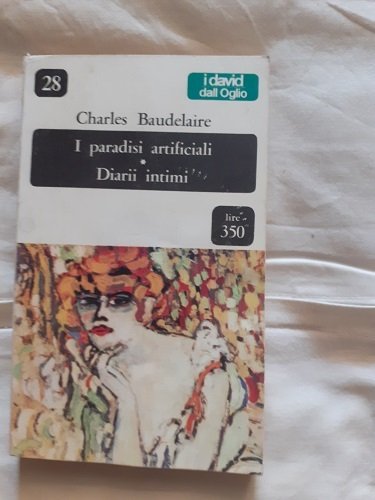 28
i david
dall Oglio
Charles Baudelaire
I paradisi artificiali
*
Diarii intimi
lire
350